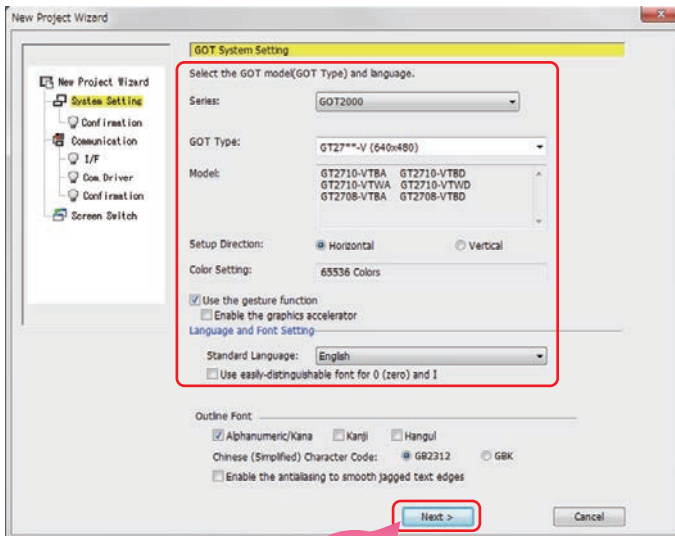 New Project Wizard
GOT System Setting
Select the GOT model(GOT Type) and language.
New Project Wizard
System Setting
Confirmation
Communication
I/F
Com. Driver
Confirmation
Screen Switch
Series:
GOT2000
GOT Type:
GT27**-V (640x480)
Model:
GT2710-VTBA GT2710-VTBD
GT2710-VTWA GT2710-VTWD
GT2708-VTBA GT2708-VTBD
Setup Direction:
Horizontal
Vertical
Color Setting:
65536 Colors
Use the gesture function
Enable the graphics accelerator
Language and Font Setting
Standard Language:
English
Use easily-distinguishable font for 0 (zero) and I
Outline Font
Alphanumeric/Kana
Kanji
Hangul
Chinese (Simplified) Character Code:
GB2312
GBK
Enable the antialasing to smooth jagged text edges
Next >
Cancel